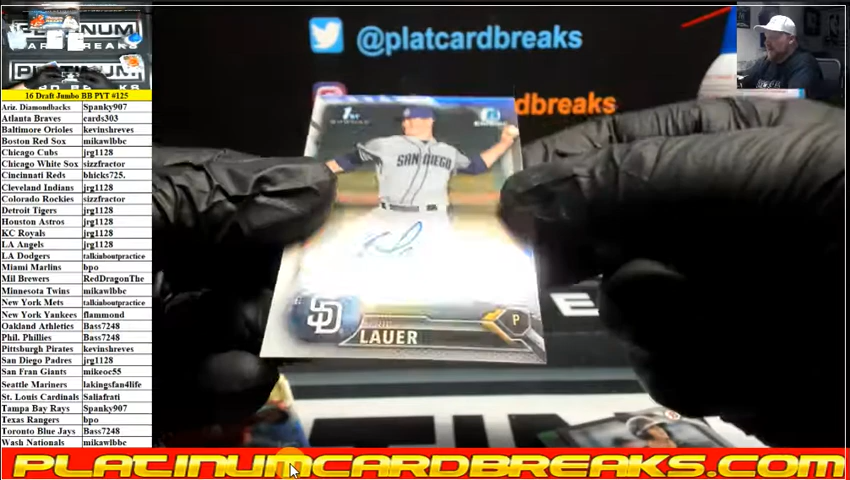 PLATINUM
CARD BREAKS
PLATINUM
@platcardbreaks
dbreaks
16 Draft Jumbo BB PYT #125
Ariz. Diamondbacks Spanky907
Atlanta Braves cards303
Baltimore Orioles kevinshreves
Boston Red Sox mikawlbbc
Chicago Cubs jrg1128
Chicago White Sox sizzfractor
Cincinnati Reds bhicks725.
Cleveland Indians jrg1128
Colorado Rockies sizzfractor
Detroit Tigers jrg1128
Houston Astros jrg1128
KC Royals jrg1128
LA Angels jrg1128
LA Dodgers talkinboutpractice
Miami Marlins bpo
Mil Brewers RedDragonThe
Minnesota Twins mikawlbbc
New York Mets talkinboutpractice
New York Yankees flammond
Oakland Athletics Bass7248
Phil. Phillies Bass7248
Pittsburgh Pirates kevinshreves
San Diego Padres jrg1128
San Fran Giants mikeoc55
Seattle Mariners lakingsfan4life
St. Louis Cardinals Saliafrati
Tampa Bay Rays Spanky907
Texas Rangers bpo
Toronto Blue Jays Bass7248
Wash Nationals mikawlbbc
1st
SAN DIEGO
SD
LAUER
P
PLATINUMCARDBREAKS.COM